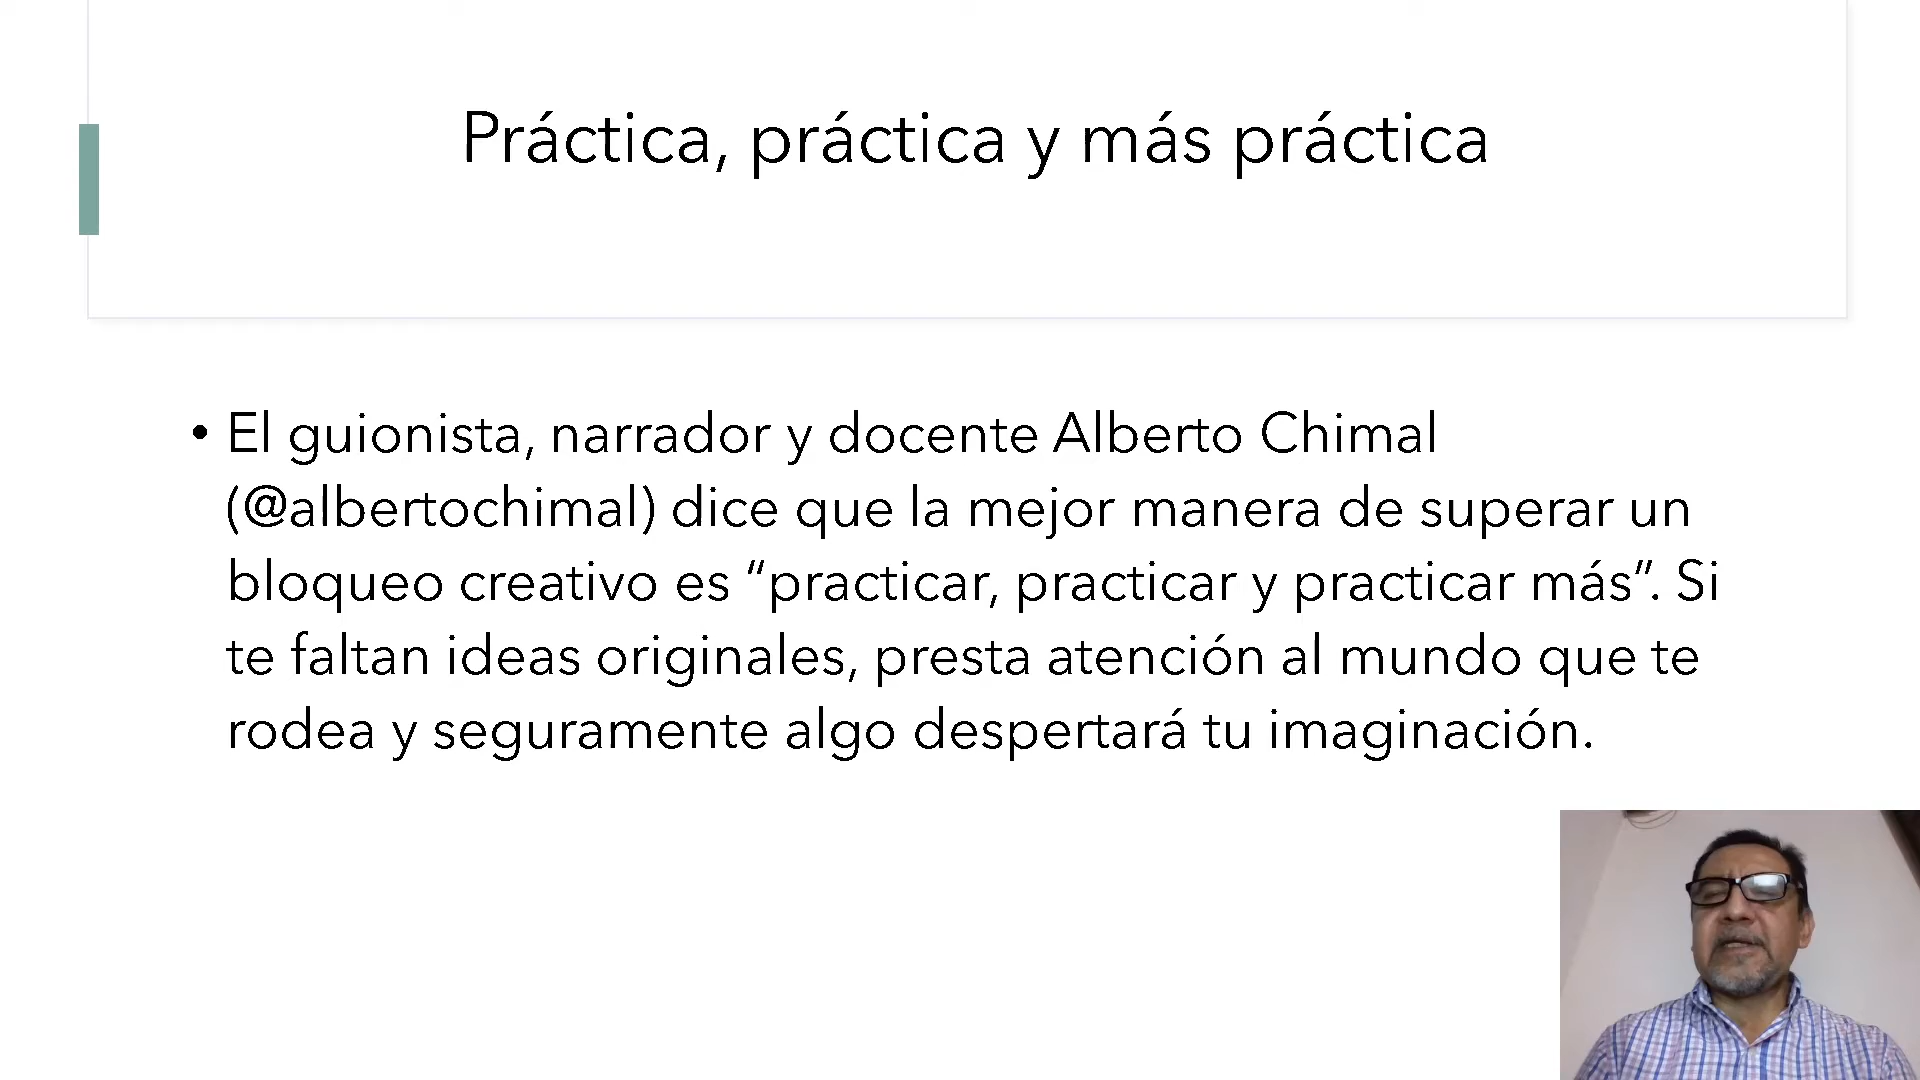 Práctica, práctica y más práctica
• El guionista, narrador y docente Alberto Chimal
(@albertochimal) dice que la mejor manera de superar un
bloqueo creativo es “practicar, practicar y practicar más”. Si
te faltan ideas originales, presta atención al mundo que te
rodea y seguramente algo despertará tu imaginación.